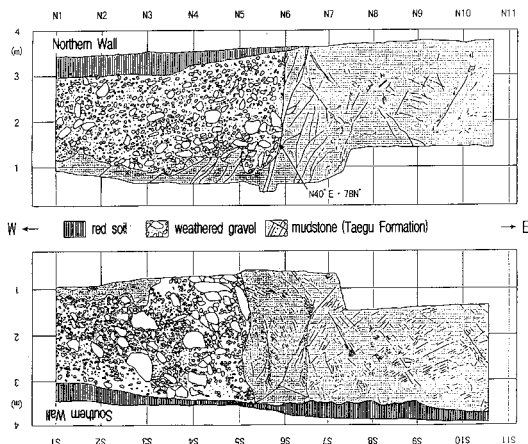 N1 N2 N3 N4 N5 N6 N7 N8 N9 N10 N11
4
(m)
Northern Wall
3
2
1
N40°E · 78N°
W ← red soil weathered gravel mudstone (Taegu Formation) → E
1
2
3
(m)
Southern Wall
4
S1 S2 S3 S4 S5 S6 S7 S8 S9 S10 S11